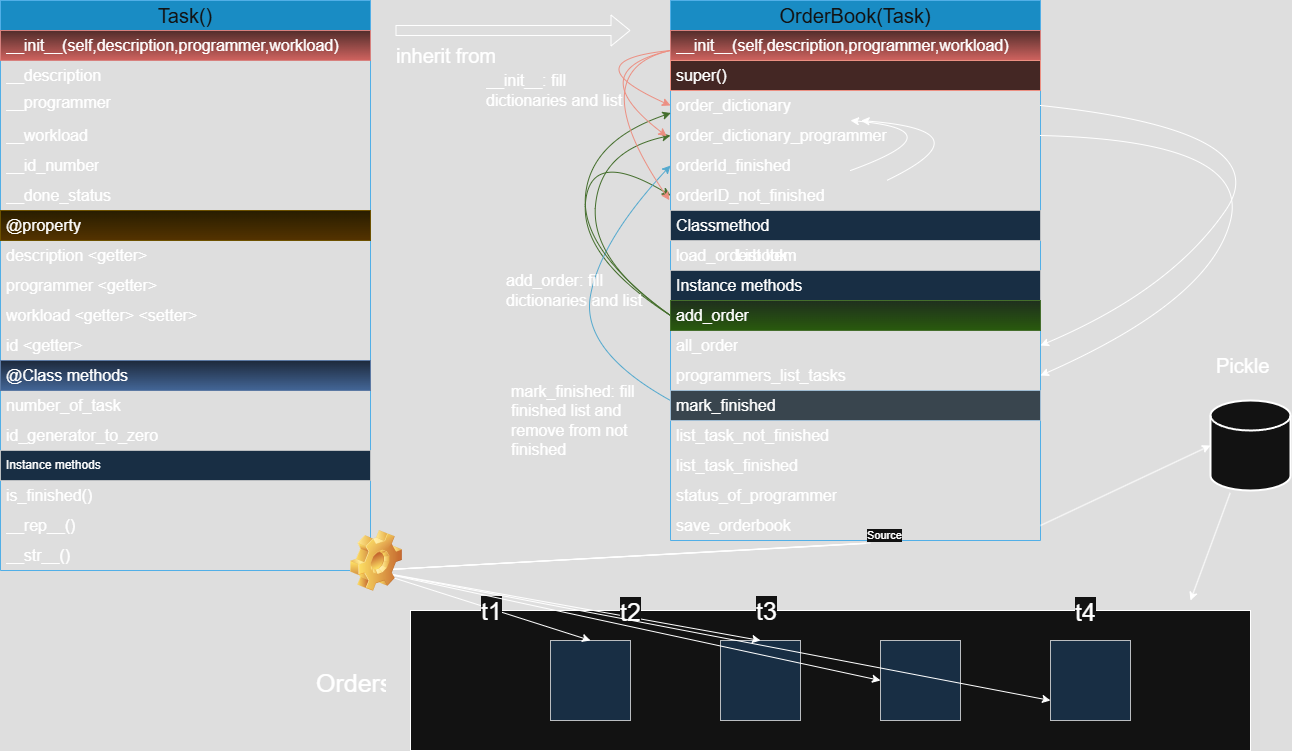 Task()
__init__(self,description,programmer,workload)
__description
__programmer
__workload
__id_number
__done_status
@property
description <getter>
programmer <getter>
workload <getter> <setter>
id <getter>
@Class methods
number_of_task
id_generator_to_zero
Instance methods
is_finished()
__rep__()
__str__()
inherit from
__init__: fill
dictionaries and list
add_order: fill
dictionaries and list
mark_finished: fill
finished list and
remove from not
finished
OrderBook(Task)
__init__(self,description,programmer,workload)
super()
order_dictionary
order_dictionary_programmer
orderId_finished
orderID_not_finished
Classmethod
load_orderbook
List Item
Instance methods
add_order
all_order
programmers_list_tasks
mark_finished
list_task_not_finished
list_task_finished
status_of_programmer
save_orderbook
Source
Pickle
t1
t2
t3
t4
Orders